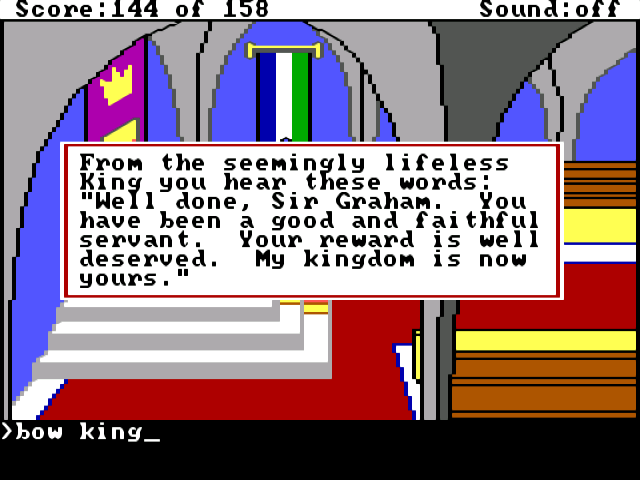 Score:144 of 158 Sound:off
From the seemingly lifeless
King you hear these words:
"Well done, Sir Graham. You
have been a good and faithful
servant. Your reward is well
deserved. My kingdom is now
yours."
>bow king_